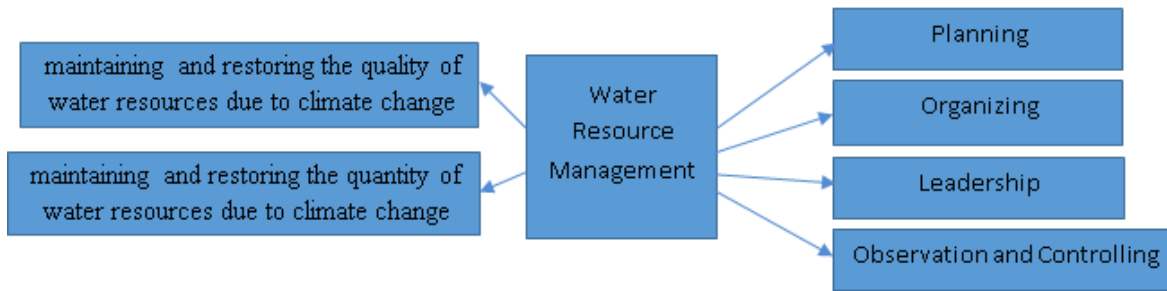 maintaining and restoring the quality of
water resources due to climate change
maintaining and restoring the quantity of
water resources due to climate change
Water
Resource
Management
Planning
Organizing
Leadership
Observation and Controlling